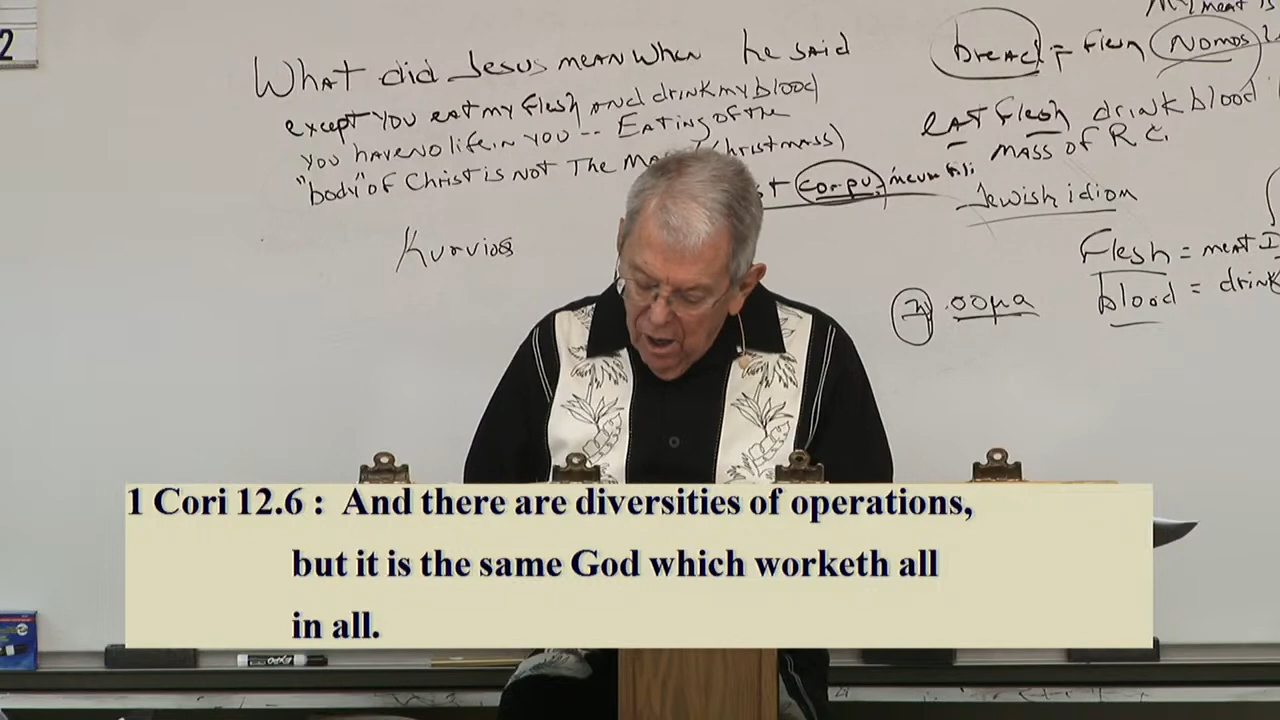 2
What did Jesus mean when he said
except you eat my flesh and drink my blood
you have no life in you -- Eating of the
"body" of Christ is not The (Christmass)
corpu
Kurvios
bread = flesh Nomos
eat flesh drink blood
mass of R C
Jewish idiom
Flesh = meat
blood = drink
1 Cori 12.6 : And there are diversities of operations,
but it is the same God which worketh all
in all.